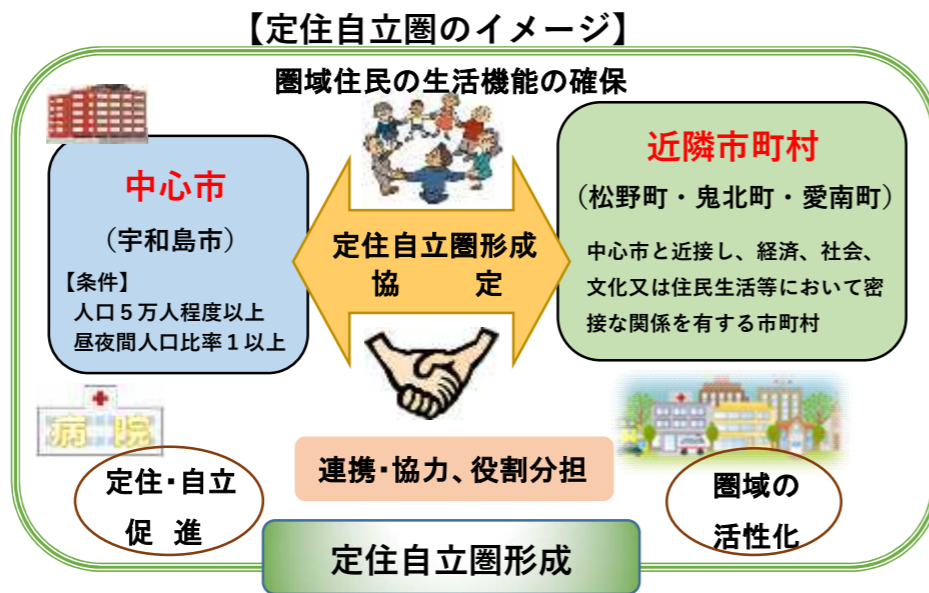 【定住自立圏のイメージ】
圏域住民の生活機能の確保
中心市
（宇和島市）
【条件】
人口５万人程度以上
昼夜間人口比率１以上
定住自立圏形成
協　　定
近隣市町村
（松野町・鬼北町・愛南町）
中心市と近接し、経済、社会、
文化又は住民生活等において密
接な関係を有する市町村
病院
定住・自立
促 進
連携・協力、役割分担
圏域の
活性化
定住自立圏形成